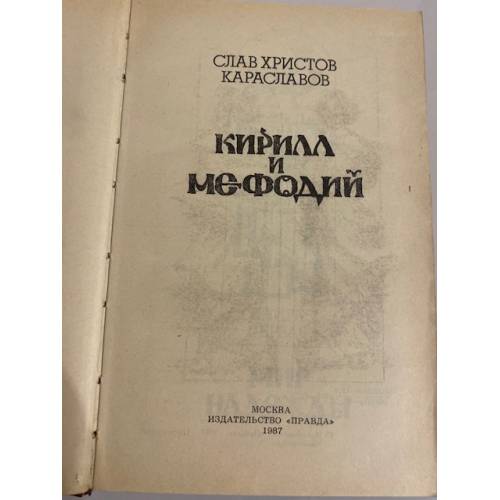 СЛАВ ХРИСТОВ
КАРАСЛАВОВ
КИРИЛЛ
И
МЕФОДИЙ
МОСКВА
ИЗДАТЕЛЬСТВО «ПРАВДА»
1987